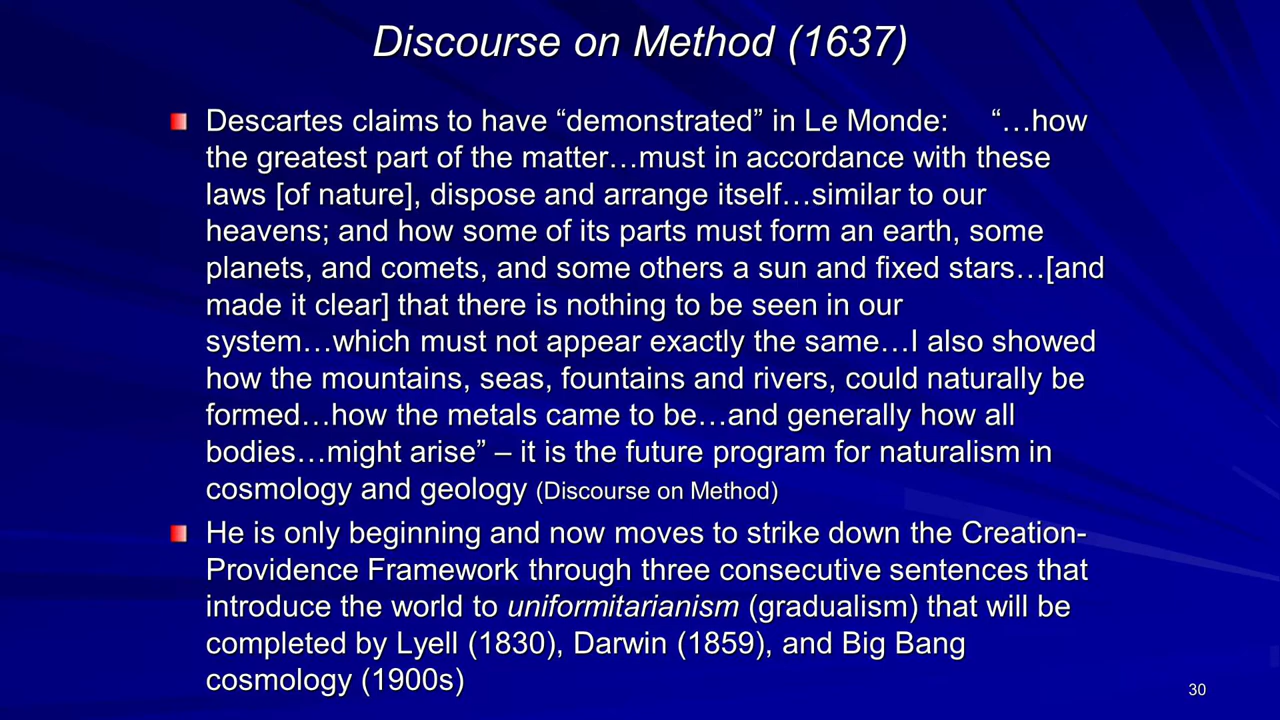 Discourse on Method (1637)
Descartes claims to have “demonstrated” in Le Monde: “…how
the greatest part of the matter…must in accordance with these
laws [of nature], dispose and arrange itself…similar to our
heavens; and how some of its parts must form an earth, some
planets, and comets, and some others a sun and fixed stars…[and
made it clear] that there is nothing to be seen in our
system…which must not appear exactly the same…I also showed
how the mountains, seas, fountains and rivers, could naturally be
formed…how the metals came to be…and generally how all
bodies…might arise” – it is the future program for naturalism in
cosmology and geology (Discourse on Method)
He is only beginning and now moves to strike down the Creation-
Providence Framework through three consecutive sentences that
introduce the world to uniformitarianism (gradualism) that will be
completed by Lyell (1830), Darwin (1859), and Big Bang
cosmology (1900s)
30